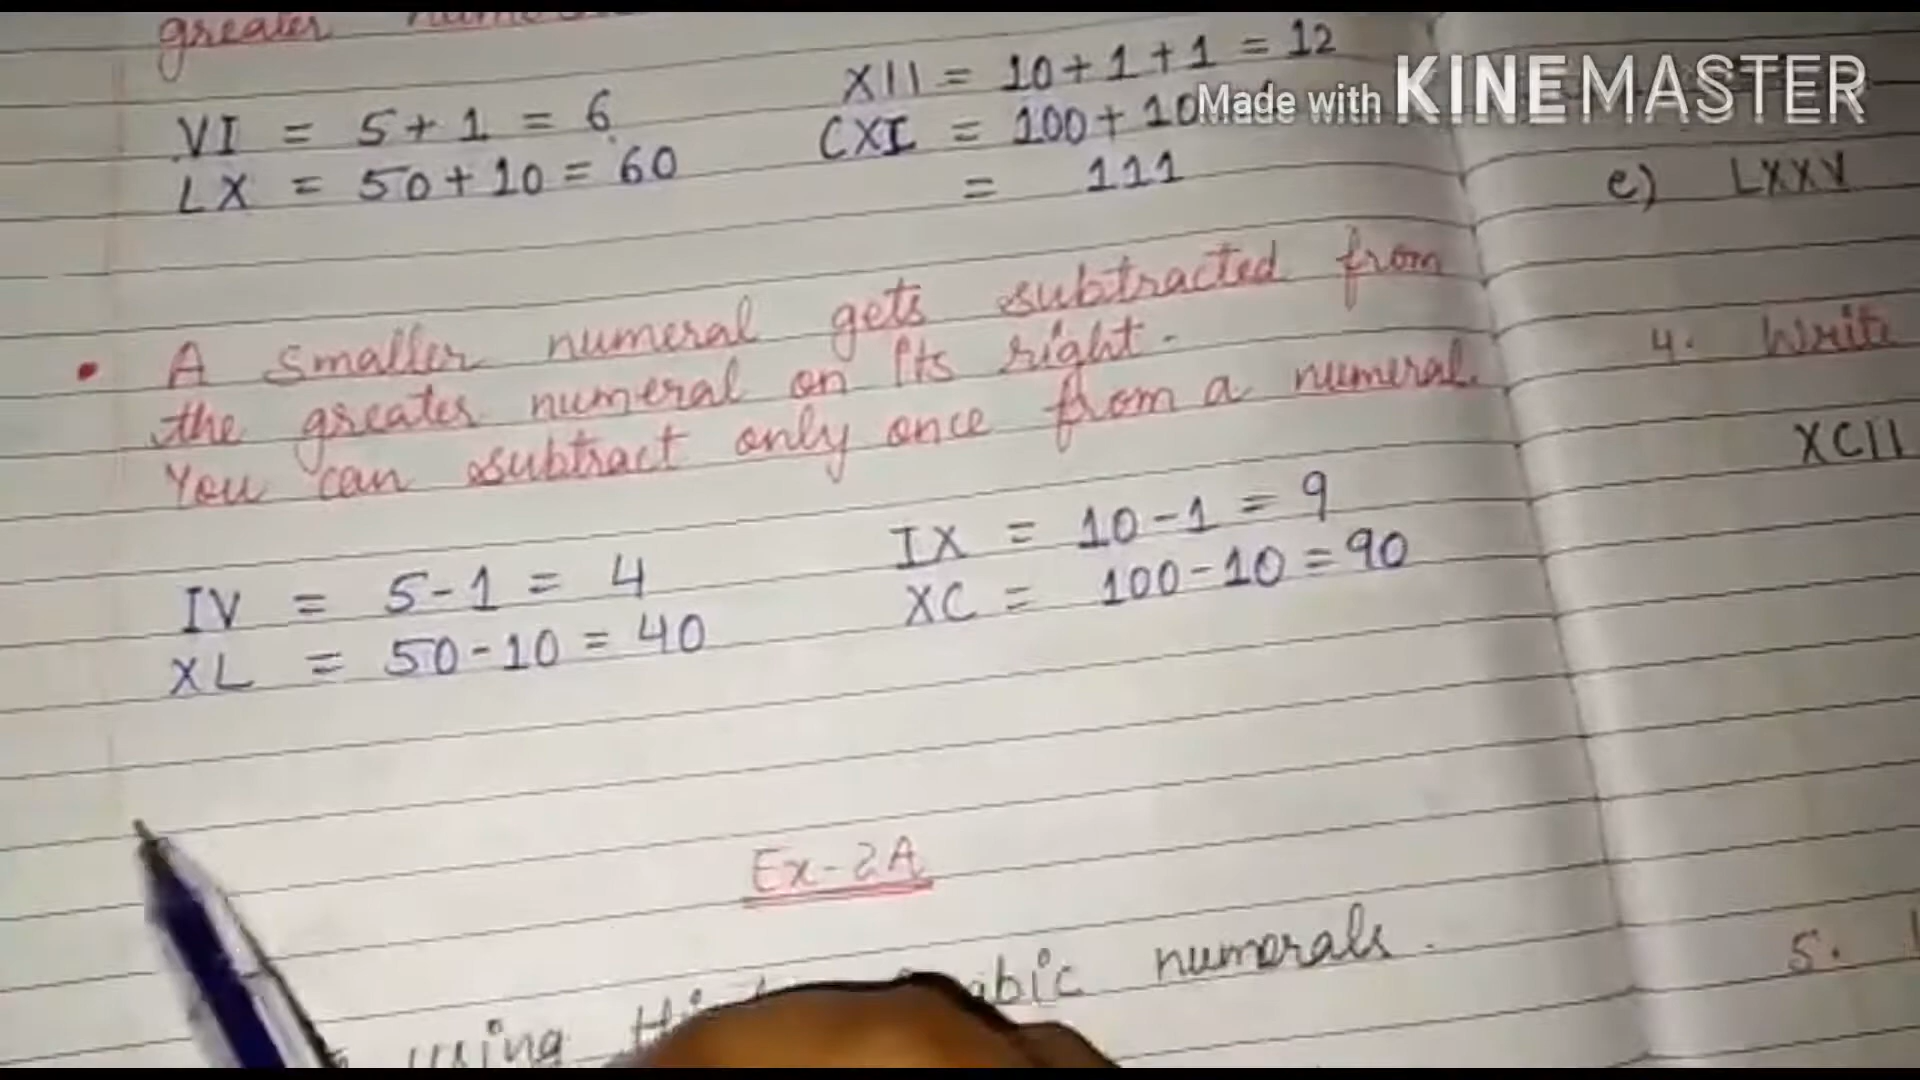 greater
VI = 5+1 = 6
XII = 10+1+1 = 12
LX = 50+10 = 60
CXI = 100+10
= 111
• A smaller numeral gets subtracted from
the greater numeral on its right.
You can subtract only once from a numeral.
IV = 5-1 = 4
IX = 10-1 = 9
XL = 50-10 = 40
XC = 100-10 = 90
Ex-2A
using numerals.
Made with KINEMASTER
e) LXXV
4. Write
XCII
5.